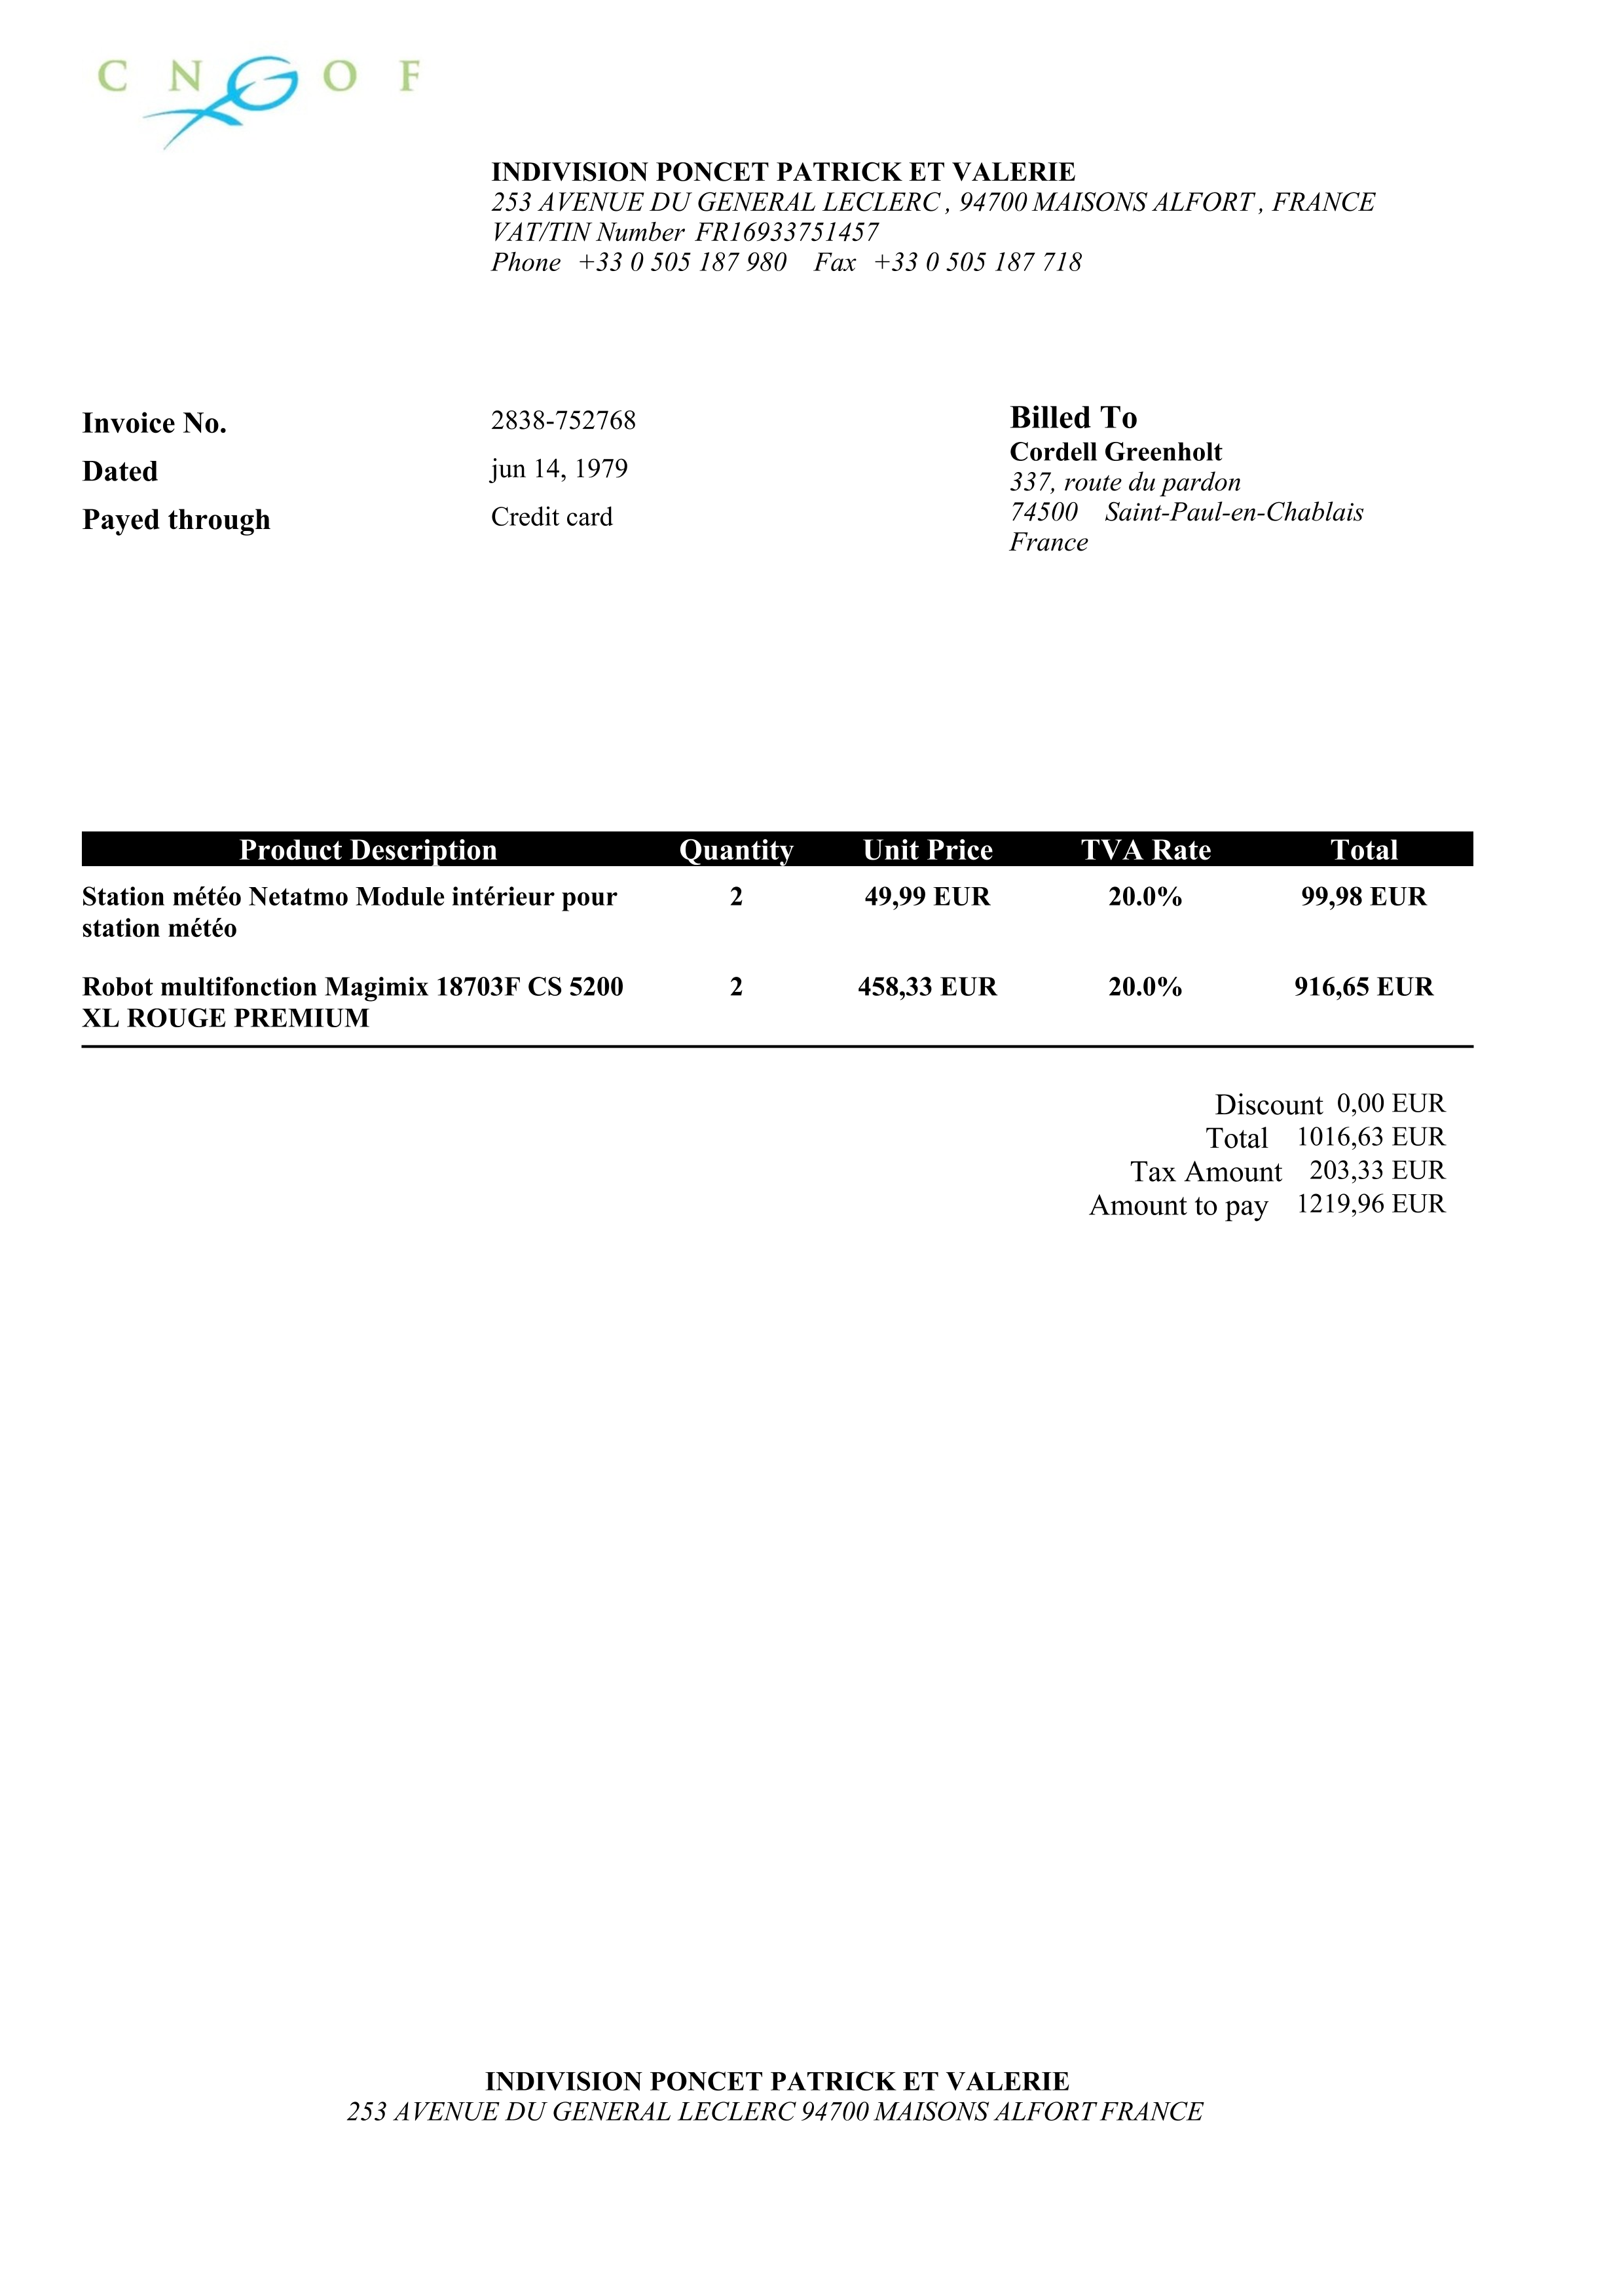 C N G O F
INDIVISION PONCET PATRICK ET VALERIE
253 AVENUE DU GENERAL LECLERC , 94700 MAISONS ALFORT , FRANCE
VAT/TIN Number FR16933751457
Phone +33 0 505 187 980 Fax +33 0 505 187 718
Invoice No. 2838-752768
Dated jun 14, 1979
Payed through Credit card
Billed To
Cordell Greenholt
337, route du pardon
74500 Saint-Paul-en-Chablais
France
Product Description Quantity Unit Price TVA Rate Total
Station météo Netatmo Module intérieur pour 2 49,99 EUR 20.0% 99,98 EUR
station météo
Robot multifonction Magimix 18703F CS 5200 2 458,33 EUR 20.0% 916,65 EUR
XL ROUGE PREMIUM
Discount 0,00 EUR
Total 1016,63 EUR
Tax Amount 203,33 EUR
Amount to pay 1219,96 EUR
INDIVISION PONCET PATRICK ET VALERIE
253 AVENUE DU GENERAL LECLERC 94700 MAISONS ALFORT FRANCE